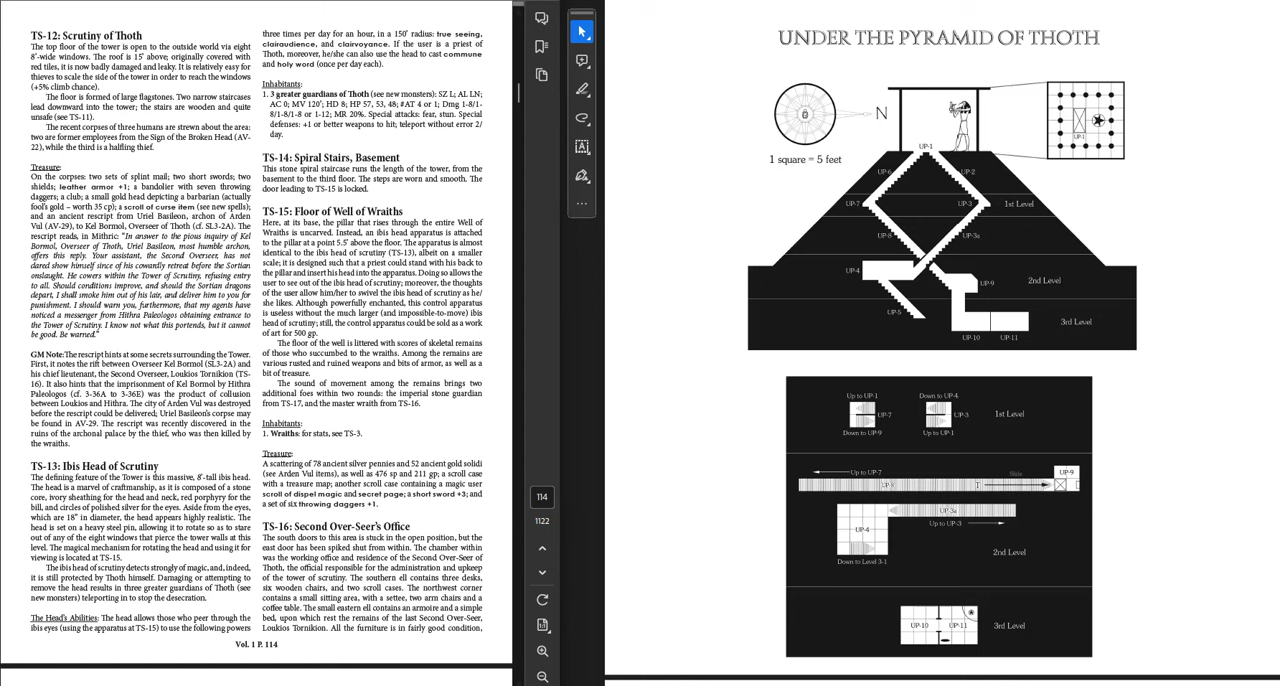 TS-12: Scrutiny of Thoth
The top floor of the tower is open to the outside world via eight
8'-wide windows. The roof is 15' above; originally covered with
red tiles, it is now badly damaged and leaky. It is relatively easy for
thieves to scale the side of the tower in order to reach the windows
(+5% climb chance).
The floor is formed of large flagstones. Two narrow staircases
lead downward into the tower; the stairs are wooden and quite
unsafe (see TS-11).
The recent corpses of three humans are strewn about the area:
two are former employees from the Sign of the Broken Head (AV-
22), while the third is a halfling thief.
Treasure:
On the corpses: two sets of splint mail; two short swords; two
shields; leather armor +1; a bandolier with seven throwing
daggers; a club; a small gold head depicting a barbarian (actually
fool's gold – worth 35 cp); a scroll of curse item (see new spells);
and an ancient rescript from Uriel Basileon, archon of Arden
Vul (AV-29), to Kel Bormol, Overseer of Thoth (cf. SL3-2A). The
rescript reads, in Mithric: "In answer to the pious inquiry of Kel
Bormol, Overseer of Thoth, Uriel Basileon, most humble archon,
offers this reply. Your assistant, the Second Overseer, has not
dared show himself since of his cowardly retreat before the Sortian
onslaught. He cowers within the Tower of Scrutiny, refusing entry
to all. Should conditions improve, and should the Sortian dragons
depart, I shall smoke him out of his lair, and deliver him to you for
punishment. I should warn you, furthermore, that my agents have
noticed a messenger from Hithra Paleologos obtaining entrance to
the Tower of Scrutiny. I know not what this portends, but it cannot
be good. Be warned."
GM Note: The rescript hints at some secrets surrounding the Tower.
First, it notes the rift between Overseer Kel Bormol (SL3-2A) and
his chief lieutenant, the Second Overseer, Loukios Tornikion (TS-
16). It also hints that the imprisonment of Kel Bormol by Hithra
Paleologos (cf. 3-36A to 3-36E) was the product of collusion
between Loukios and Hithra. The city of Arden Vul was destroyed
before the rescript could be delivered; Uriel Basileon's corpse may
be found in AV-29. The rescript was recently discovered in the
ruins of the archonal palace by the thief, who was then killed by
the wraiths.
TS-13: Ibis Head of Scrutiny
The defining feature of the Tower is this massive, 8'-tall ibis head.
The head is a marvel of craftmanship, as it is composed of a stone
core, ivory sheathing for the head and neck, red porphyry for the
bill, and circles of polished silver for the eyes. Aside from the eyes,
which are 18" in diameter, the head appears highly realistic. The
head is set on a heavy steel pin, allowing it to rotate so as to stare
out of any of the eight windows that pierce the tower walls at this
level. The magical mechanism for rotating the head and using it for
viewing is located at TS-15.
The ibis head of scrutiny detects strongly of magic, and, indeed,
it is still protected by Thoth himself. Damaging or attempting to
remove the head results in three greater guardians of Thoth (see
new monsters) teleporting in to stop the desecration.
The Head's Abilities: The head allows those who peer through the
ibis eyes (using the apparatus at TS-15) to use the following powers
three times per day for an hour, in a 150' radius: true seeing,
clairaudience, and clairvoyance. If the user is a priest of
Thoth, moreover, he/she can also use the head to cast commune
and holy word (once per day each).
Inhabitants:
1. 3 greater guardians of Thoth (see new monsters): SZ L; AL LN;
AC 0; MV 120'; HD 8; HP 57, 53, 48; #AT 4 or 1; Dmg 1-8/1-
8/1-8/1-8 or 1-12; MR 20%. Special attacks: fear, stun. Special
defenses: +1 or better weapons to hit; teleport without error 2/
day.
TS-14: Spiral Stairs, Basement
This stone spiral staircase runs the length of the tower, from the
basement to the third floor. The steps are worn and smooth. The
door leading to TS-15 is locked.
TS-15: Floor of Well of Wraiths
Here, at its base, the pillar that rises through the entire Well of
Wraiths is uncarved. Instead, an ibis head apparatus is attached
to the pillar at a point 5.5' above the floor. The apparatus is almost
identical to the ibis head of scrutiny (TS-13), albeit on a smaller
scale; it is designed such that a priest could stand with his back to
the pillar and insert his head into the apparatus. Doing so allows the
user to see out of the ibis head of scrutiny; moreover, the thoughts
of the user allow him/her to swivel the ibis head of scrutiny as he/
she likes. Although powerfully enchanted, this control apparatus
is useless without the much larger (and impossible-to-move) ibis
head of scrutiny; still, the control apparatus could be sold as a work
of art for 500 gp.
The floor of the well is littered with scores of skeletal remains
of those who succumbed to the wraiths. Among the remains are
various rusted and ruined weapons and bits of armor, as well as a
bit of treasure.
The sound of movement among the remains brings two
additional foes within two rounds: the imperial stone guardian
from TS-17, and the master wraith from TS-16.
Inhabitants:
1. Wraiths: for stats, see TS-3.
Treasure:
A scattering of 78 ancient silver pennies and 52 ancient gold solidi
(see Arden Vul items), as well as 476 sp and 211 gp; a scroll case
with a treasure map; another scroll case containing a magic user
scroll of dispel magic and secret page; a short sword +3; and
a set of six throwing daggers +1.
TS-16: Second Over-Seer's Office
The south doors to this area is stuck in the open position, but the
east door has been spiked shut from within. The chamber within
was the working office and residence of the Second Over-Seer of
Thoth, the official responsible for the administration and upkeep
of the tower of scrutiny. The southern ell contains three desks,
six wooden chairs, and two scroll cases. The northwest corner
contains a small sitting area, with a settee, two arm chairs and a
coffee table. The small eastern ell contains an armoire and a simple
bed, upon which rest the remains of the last Second Over-Seer,
Loukios Tornikion. All the furniture is in fairly good condition,
Vol. 1 P. 114
114
1122
UNDER THE PYRAMID OF THOTH
N
1 square = 5 feet
UP-1
UP-1
UP-6
UP-2
UP-7
UP-3
1st Level
UP-8
UP-3a
UP-4
UP-9
2nd Level
UP-5
3rd Level
UP-10
UP-11
Up to UP-1
Down to UP-4
UP-7
UP-3
1st Level
Down to UP-9
Up to UP-1
Up to UP-7
Slide
UP-9
UP-8
T
UP-3a
UP-4
Up to UP-3
2nd Level
Down to Level 3-1
UP-10
UP-11
3rd Level